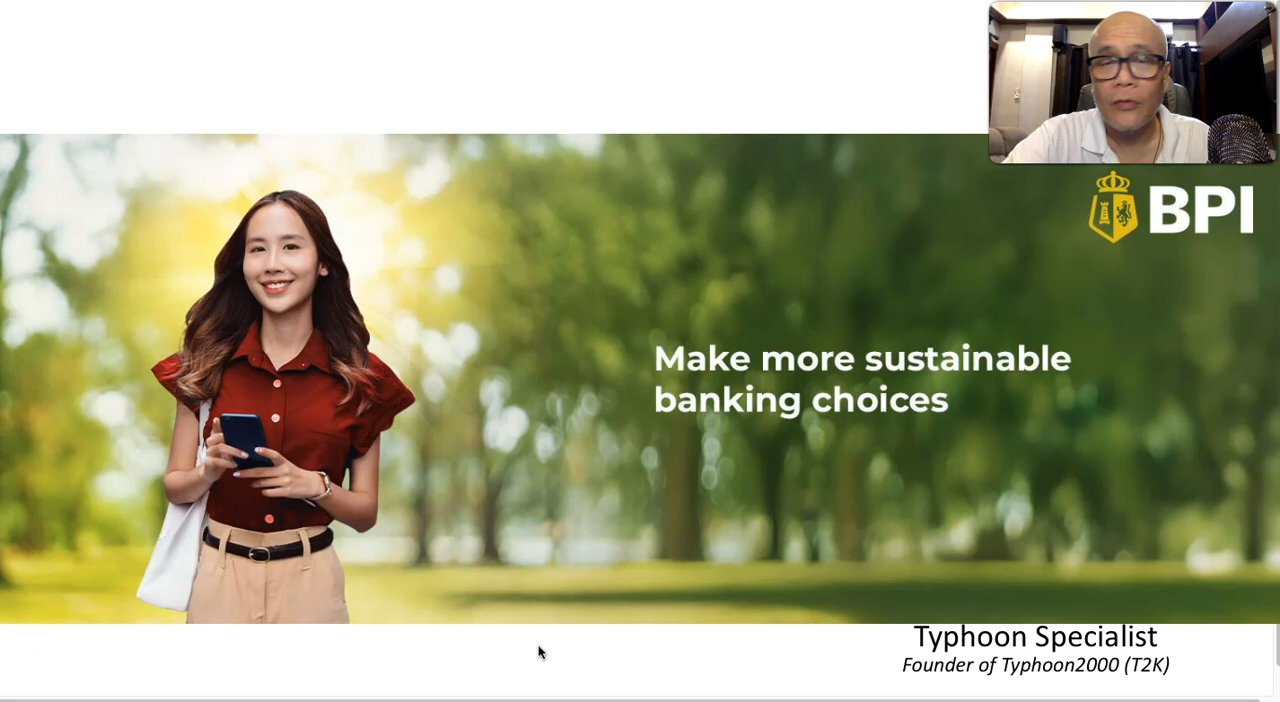 BPI
Make more sustainable
banking choices
Typhoon Specialist
Founder of Typhoon2000 (T2K)